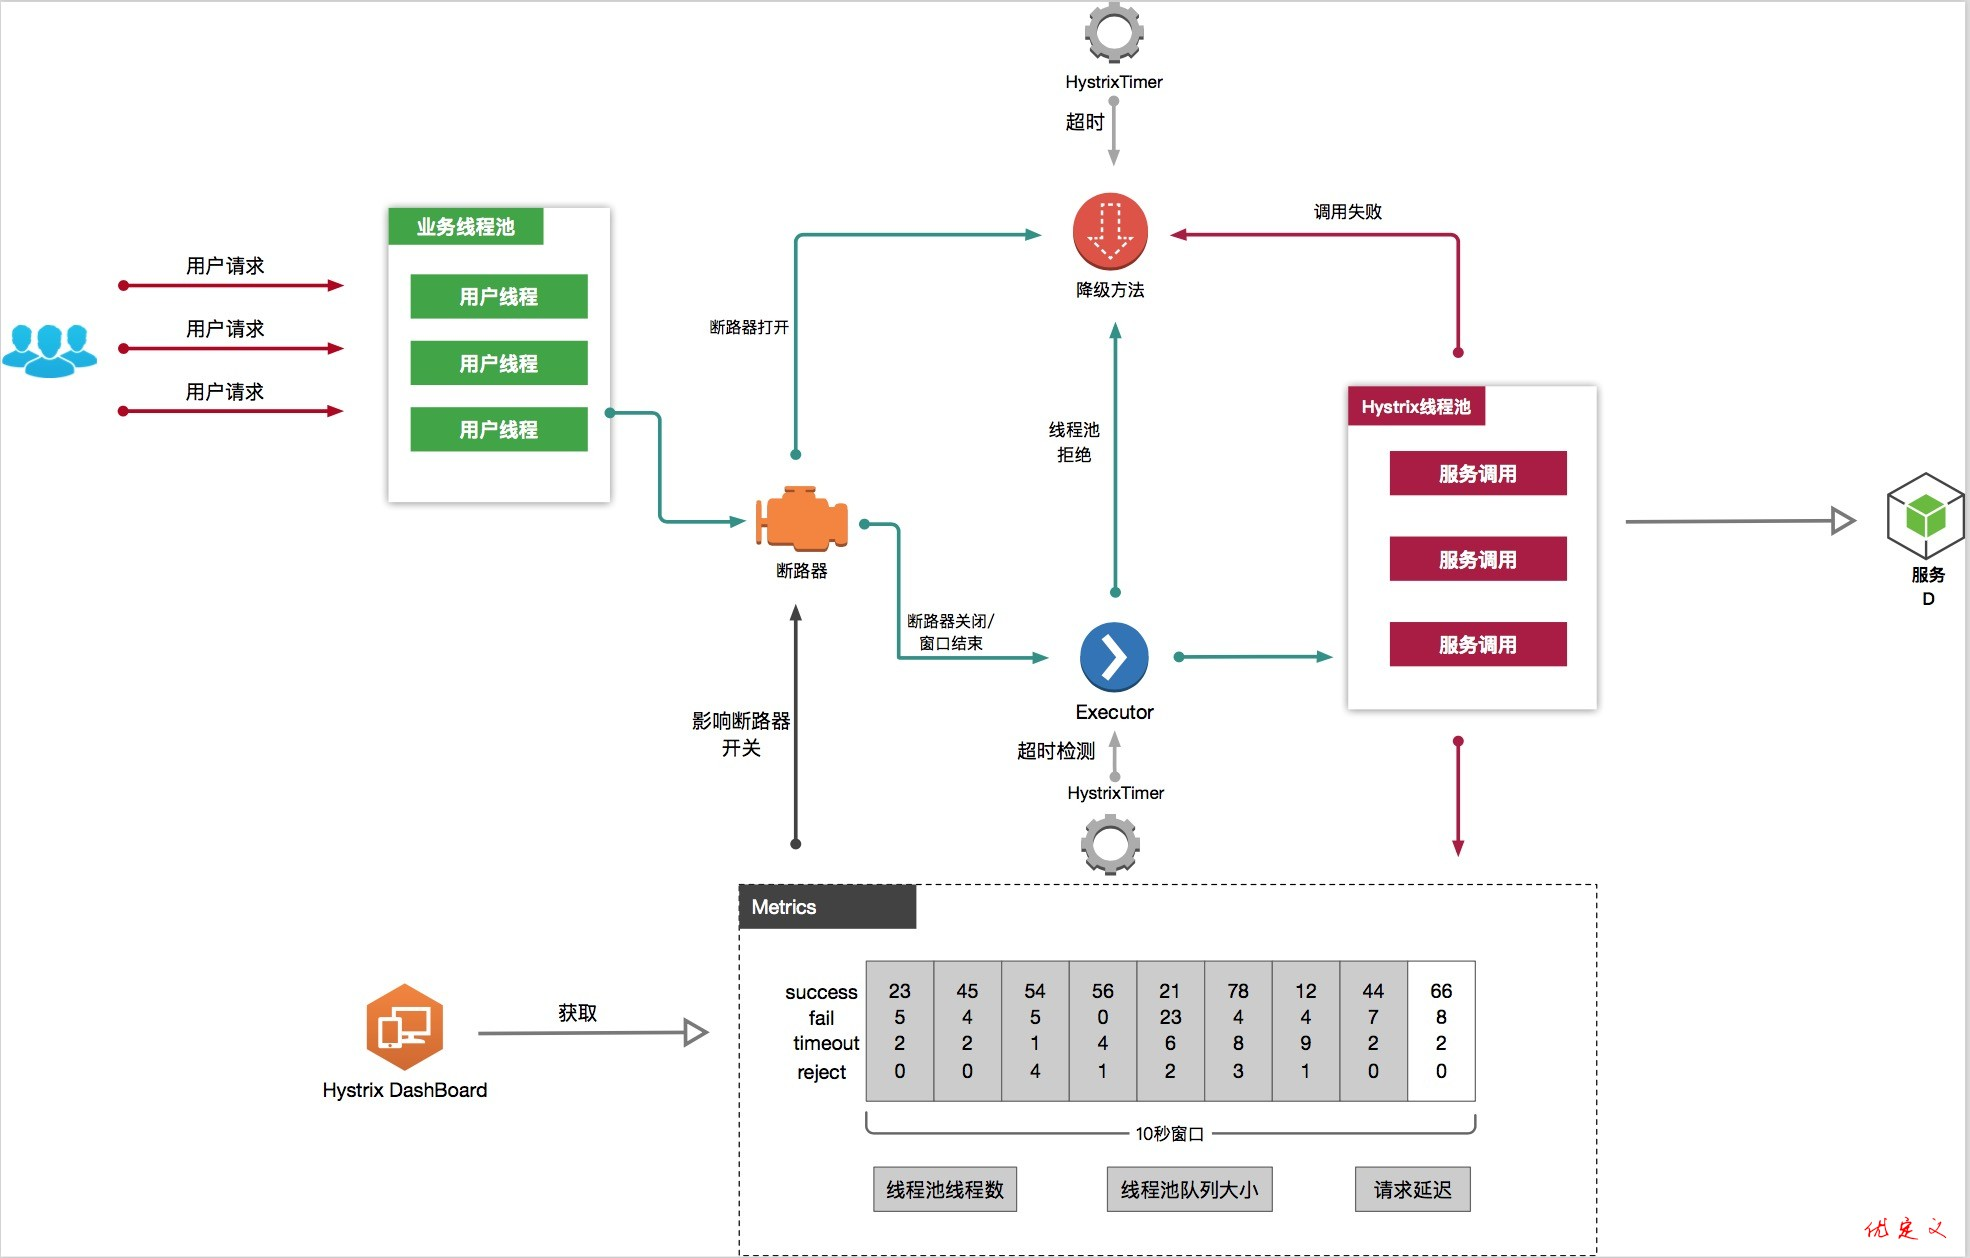 HystrixTimer
超时
业务线程池
用户线程
用户线程
用户线程
用户请求
用户请求
用户请求
断路器打开
调用失败
降级方法
线程池
拒绝
Hystrix线程池
服务调用
服务调用
服务调用
服务
D
断路器
断路器关闭/
窗口结束
Executor
影响断路器
开关
超时检测
HystrixTimer
Metrics
success 23 45 54 56 21 78 12 44 66
fail 5 4 5 0 23 4 4 7 8
timeout 2 2 1 4 6 8 9 2 2
reject 0 0 4 1 2 3 1 0 0
10秒窗口
线程池线程数
线程池队列大小
请求延迟
获取
Hystrix DashBoard
优定义